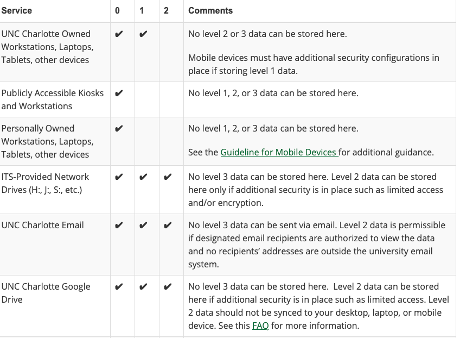 Service 0 1 2 Comments
UNC Charlotte Owned
Workstations, Laptops,
Tablets, other devices
✔ ✔
No level 2 or 3 data can be stored here.
Mobile devices must have additional security configurations in
place if storing level 1 data.
Publicly Accessible Kiosks
and Workstations
✔
No level 1, 2, or 3 data can be stored here.
Personally Owned
Workstations, Laptops,
Tablets, other devices
✔
No level 1, 2, or 3 data can be stored here.
See the Guideline for Mobile Devices for additional guidance.
ITS-Provided Network
Drives (H:, J:, S:, etc.)
✔ ✔ ✔
No level 3 data can be stored here. Level 2 data can be stored
here only if additional security is in place such as limited access
and/or encryption.
UNC Charlotte Email
✔ ✔ ✔
No level 3 data can be sent via email. Level 2 data is permissible
if designated email recipients are authorized to view the data
and no recipients' addresses are outside the university email
system.
UNC Charlotte Google
Drive
✔ ✔ ✔
No level 3 data can be stored here. Level 2 data can be stored
here if additional security is in place such as limited access. Level
2 data should not be synced to your desktop, laptop, or mobile
device. See this FAQ for more information.